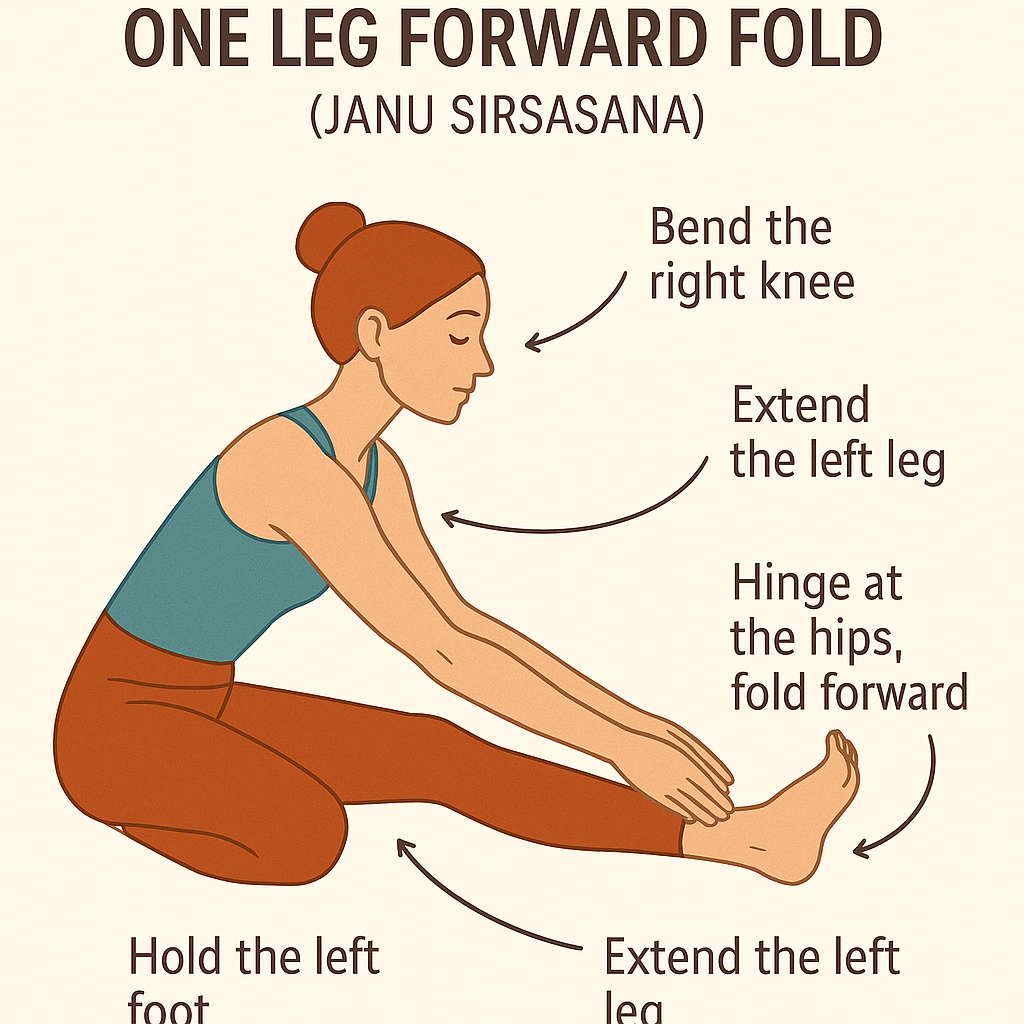 ONE LEG FORWARD FOLD
(JANU SIRSASANA)
Bend the
right knee
Extend
the left leg
Hinge at
the hips,
fold forward
Hold the left
foot
Extend the left
leg